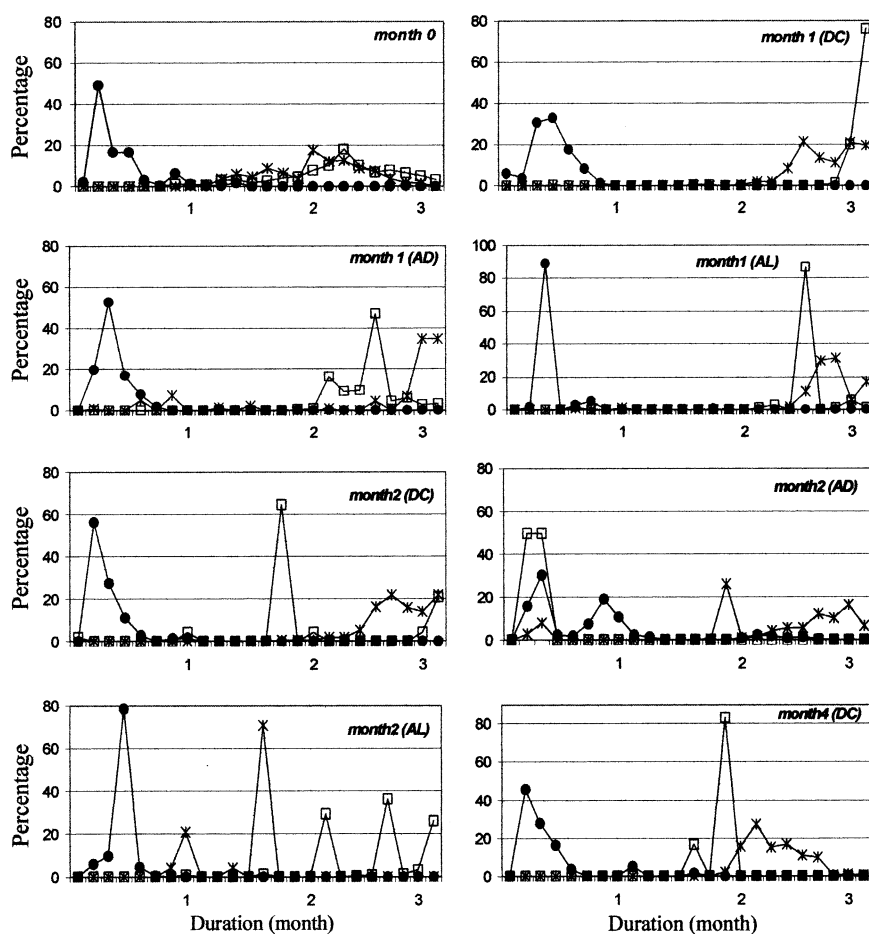 month 0
Percentage
80
60
40
20
0
1 2 3
month 1 (DC)
80
60
40
20
0
1 2 3
month 1 (AD)
Percentage
80
60
40
20
0
1 2 3
month1 (AL)
100
80
60
40
20
0
1 2 3
month2 (DC)
Percentage
80
60
40
20
0
1 2 3
month2 (AD)
100
80
60
40
20
0
1 2 3
month2 (AL)
Percentage
80
60
40
20
0
1 2 3
Duration (month)
month4 (DC)
80
60
40
20
0
1 2 3
Duration (month)